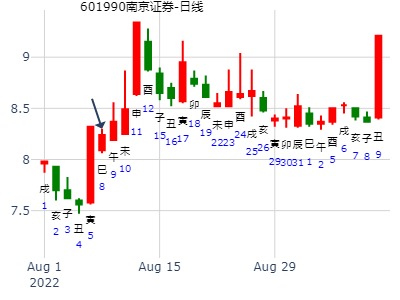 601990南京证券-日线
9
8.5
8
7.5
戌
1
亥
2
子
3
丑
4
寅
5
巳
8
午
9
未
10
申
11
酉
12
子
15
丑
16
寅
17
卯
18
辰
19
未
22
申
23
酉
24
戌
25
亥
26
寅
29
卯
30
辰
31
巳
1
午
2
酉
5
戌
6
亥
7
子
8
丑
9
Aug 1
2022
Aug 15
Aug 29